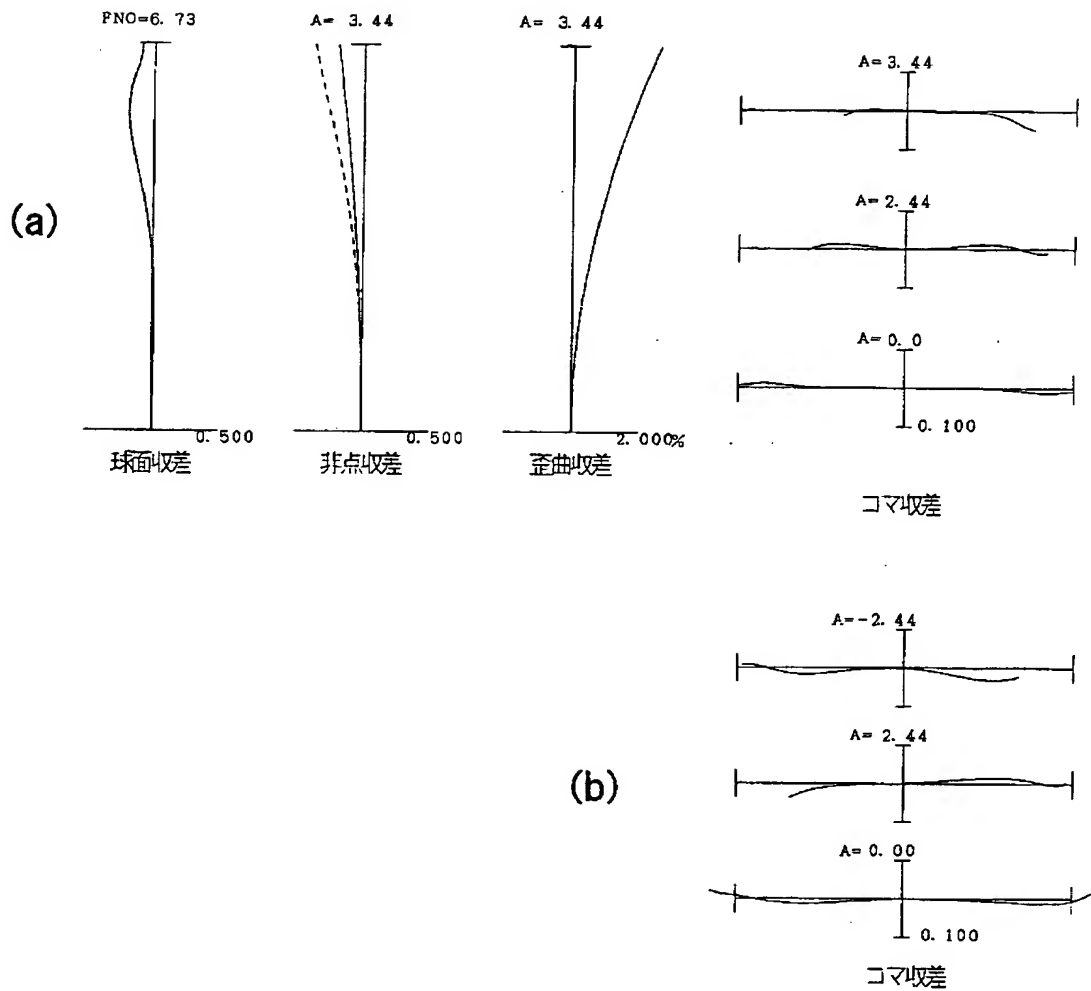 (a)
FNO=6.73
0.500
球面収差
A= 3.44
0.500
非点収差
A= 3.44
2.000%
歪曲収差
A=3.44
A=2.44
A=0.0
0.100
コマ収差
(b)
A=-2.44
A=2.44
A=0.00
0.100
コマ収差